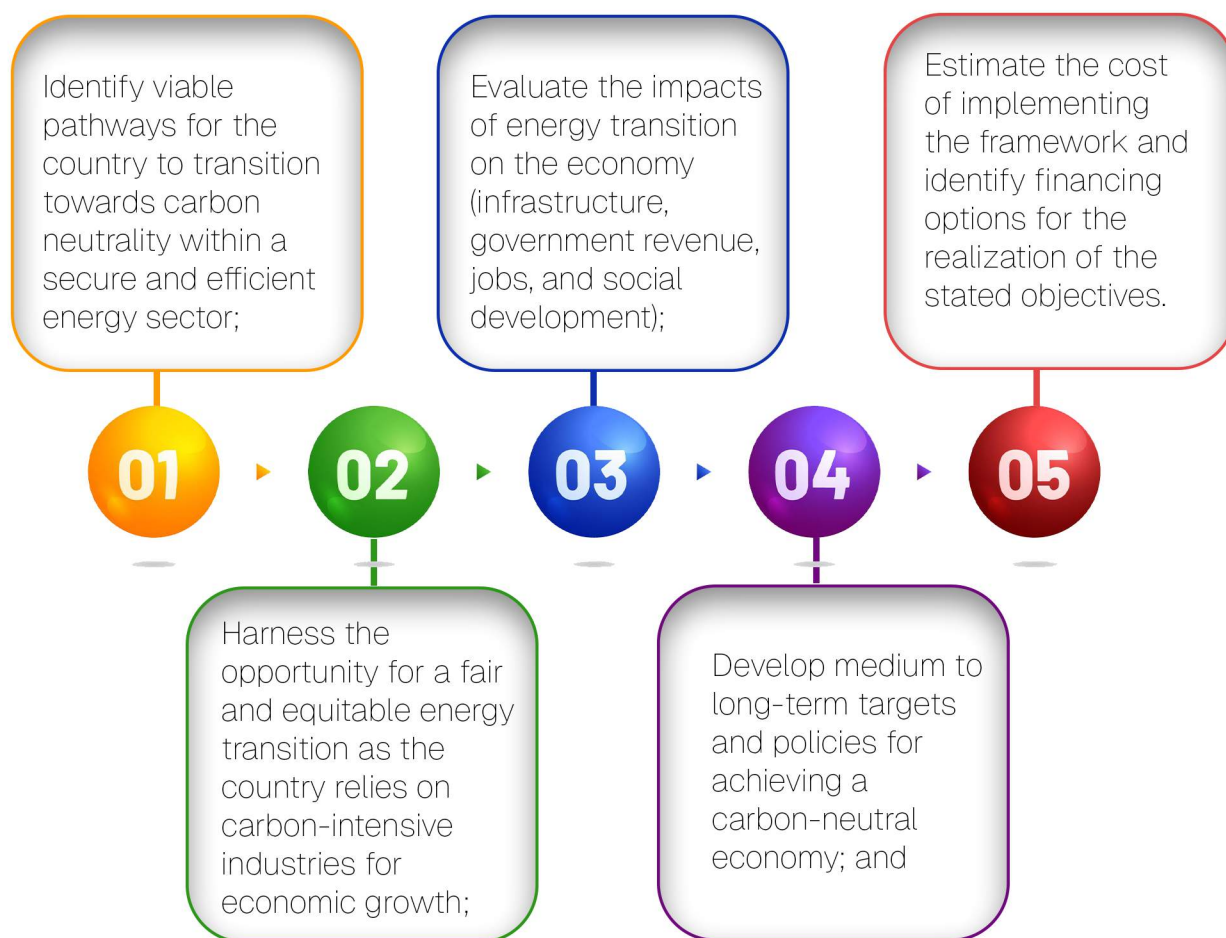 Identify viable
pathways for the
country to transition
towards carbon
neutrality within a
secure and efficient
energy sector;
01
Harness the
opportunity for a fair
and equitable energy
transition as the
country relies on
carbon-intensive
industries for
economic growth;
02
Evaluate the impacts
of energy transition
on the economy
(infrastructure,
government revenue,
jobs, and social
development);
03
Develop medium to
long-term targets
and policies for
achieving a
carbon-neutral
economy; and
04
Estimate the cost
of implementing
the framework and
identify financing
options for the
realization of the
stated objectives.
05